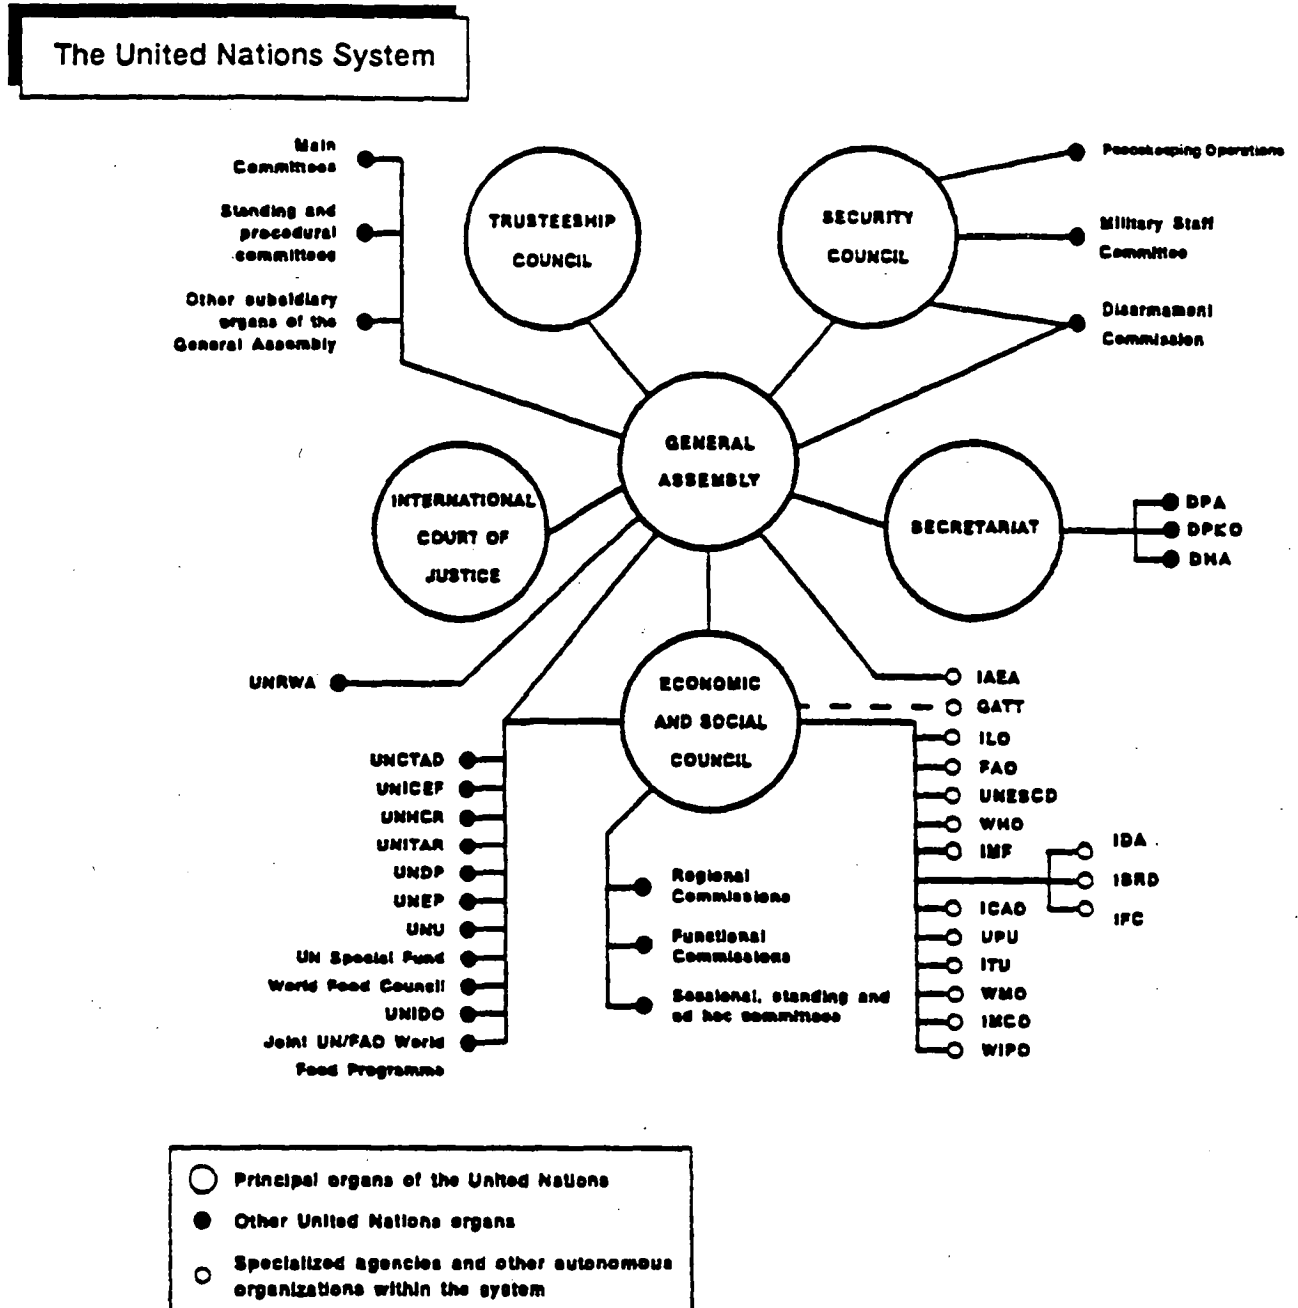 The United Nations System
Main
Committees
Standing and
procedural
committees
Other subsidiary
organs of the
General Assembly
TRUSTEESHIP
COUNCIL
SECURITY
COUNCIL
Peacekeeping Operations
Military Staff
Committee
Disarmament
Commission
GENERAL
ASSEMBLY
INTERNATIONAL
COURT OF
JUSTICE
SECRETARIAT
DPA
DPKO
DHA
UNRWA
ECONOMIC
AND SOCIAL
COUNCIL
IAEA
GATT
ILO
FAO
UNESCO
WHO
IMF
IDA
IBRD
IFC
ICAO
UPU
ITU
WMO
IMCO
WIPO
UNCTAD
UNICEF
UNHCR
UNITAR
UNDP
UNEP
UNU
UN Special Fund
World Food Council
UNIDO
Joint UN/FAO World
Food Programme
Regional
Commissions
Functional
Commissions
Sessional, standing and
ad hoc committees
Principal organs of the United Nations
Other United Nations organs
Specialized agencies and other autonomous
organizations within the system